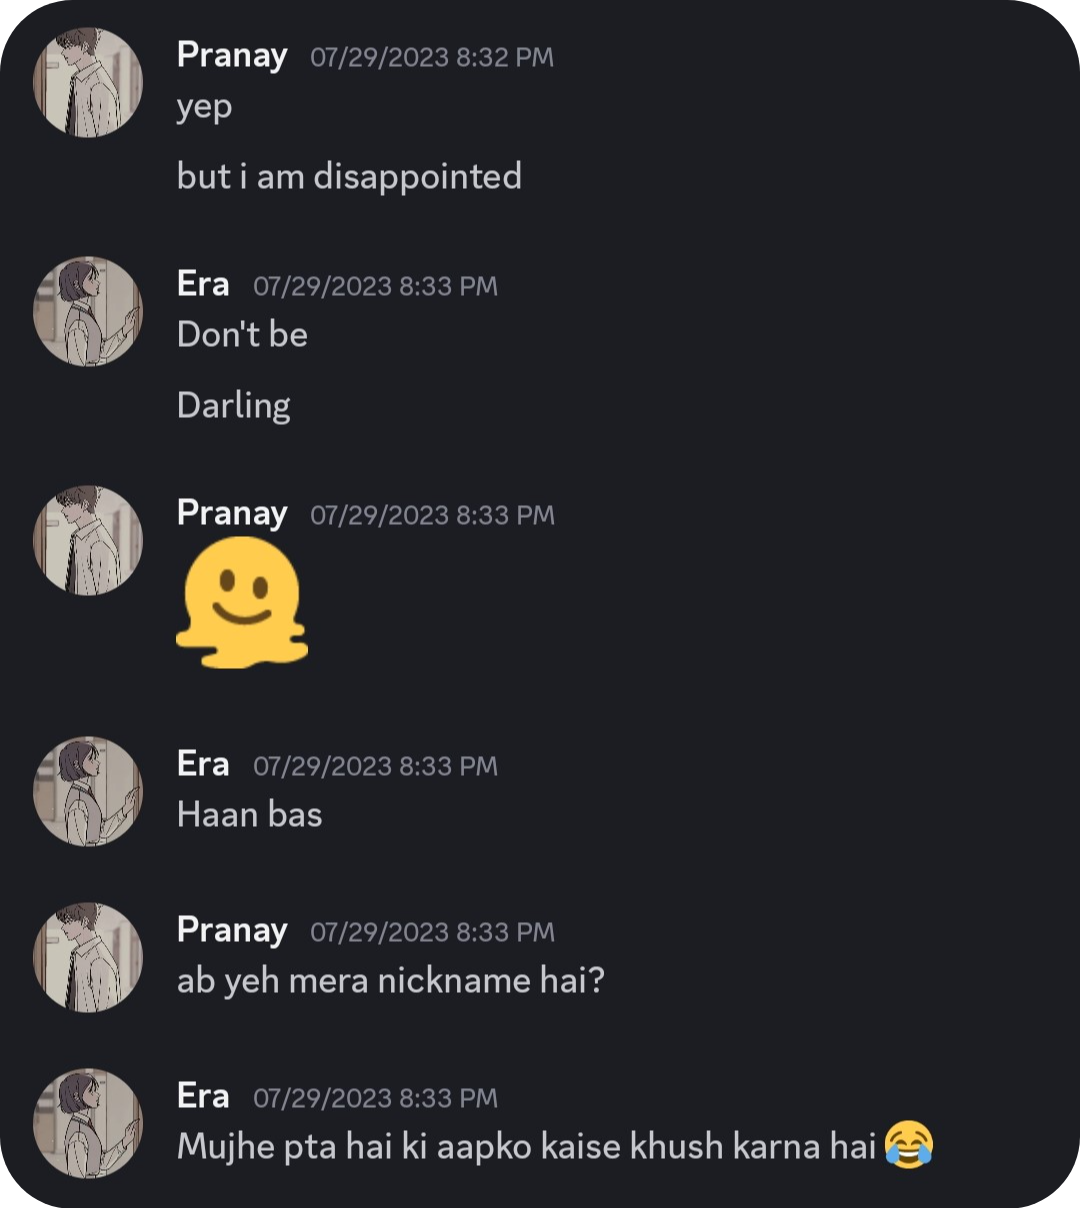 Pranay 07/29/2023 8:32 PM
yep
but i am disappointed
Era 07/29/2023 8:33 PM
Don't be
Darling
Pranay 07/29/2023 8:33 PM
🫠
Era 07/29/2023 8:33 PM
Haan bas
Pranay 07/29/2023 8:33 PM
ab yeh mera nickname hai?
Era 07/29/2023 8:33 PM
Mujhe pta hai ki aapko kaise khush karna hai😂